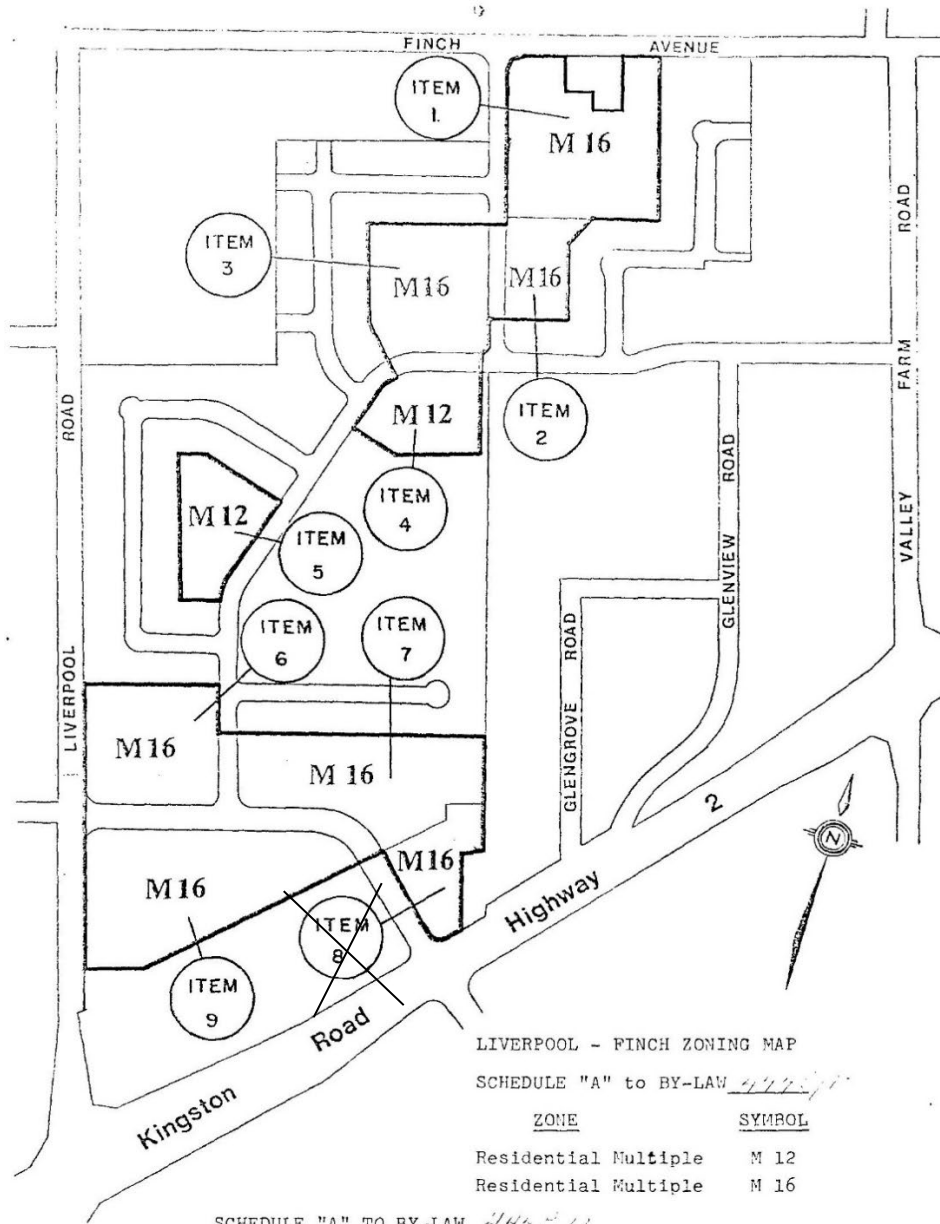 FINCH AVENUE
ITEM 1
M 16
ITEM 3
M16
M16
ROAD
ITEM 2
M 12
ITEM 4
M 12
ITEM 5
ITEM 6
ITEM 7
LIVERPOOL ROAD
GLENGROVE ROAD
GLENVIEW ROAD
VALLEY FARM
M 16
M 16
M 16
M16
ITEM 8
ITEM 9
Highway 2
N
Kingston Road
LIVERPOOL - FINCH ZONING MAP
SCHEDULE "A" to BY-LAW
ZONE SYMBOL
Residential Multiple M 12
Residential Multiple M 16
SCHEDULE "A" TO BY-LAW